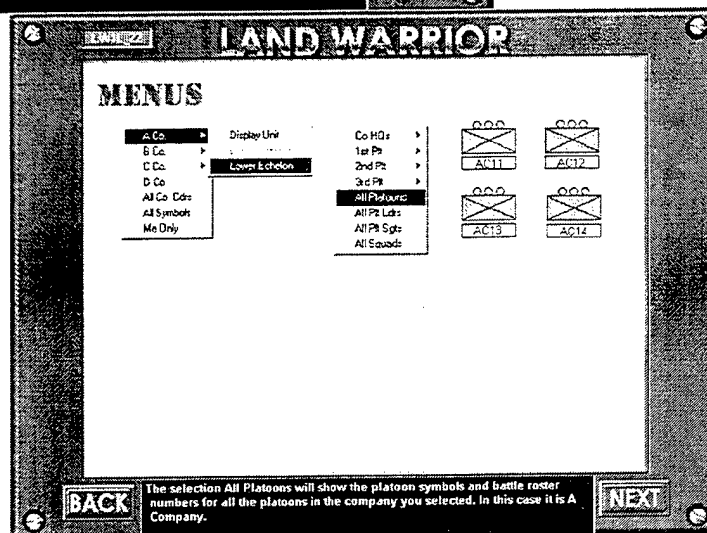 LAND WARRIOR
MENUS
A Co.
B Co.
C Co.
D Co
All Co. Cdrs
All Symbols
Me Only
Display Unit
Lower Echelon
Co HQs
1st Plt
2nd Plt
3rd Plt
All Platoons
All Plt Ldrs
All Plt Sgts
All Squads
AC11
AC12
AC13
AC14
BACK
The selection All Platoons will show the platoon symbols and battle roster
numbers for all the platoons in the company you selected. In this case it is A
Company.
NEXT